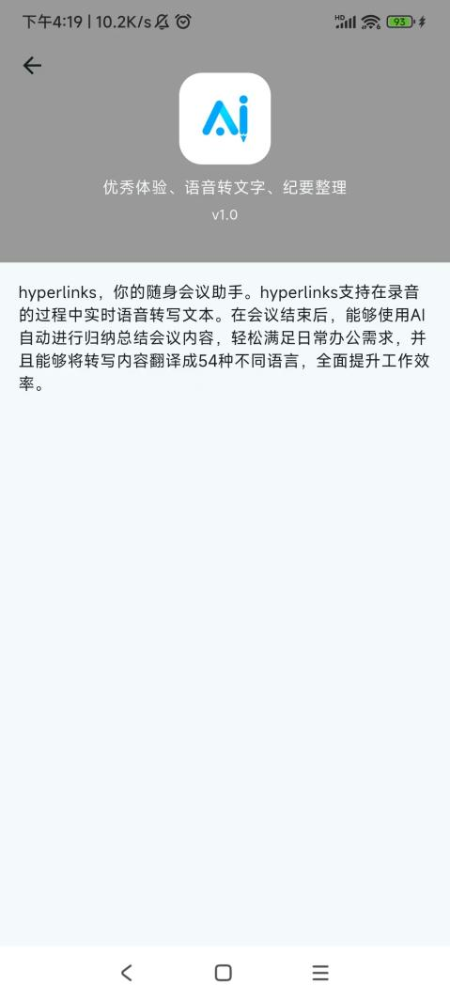 下午4:19 | 10.2K/s
HD
93
Ai
优秀体验、语音转文字、纪要整理
v1.0
hyperlinks，你的随身会议助手。hyperlinks支持在录音
的过程中实时语音转写文本。在会议结束后，能够使用AI
自动进行归纳总结会议内容，轻松满足日常办公需求，并
且能够将转写内容翻译成54种不同语言，全面提升工作效
率。